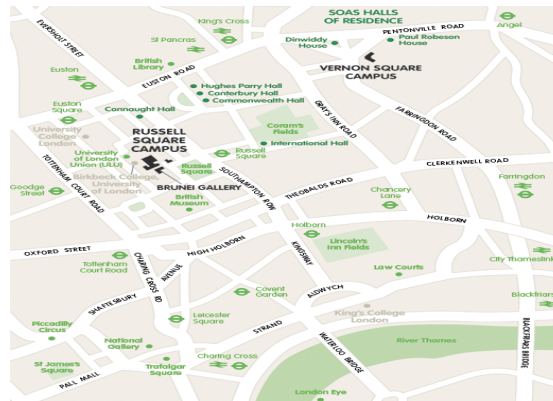 SOAS HALLS
OF RESIDENCE
King's Cross
EVERSHOLT STREET
PENTONVILLE ROAD
Angel
St Pancras
Dinwiddy
House
Paul Robeson
House
British
Library
VERNON SQUARE
CAMPUS
Euston
EUSTON ROAD
Hughes Parry Hall
Canterbury Hall
Commonwealth Hall
Euston
Square
Connaught Hall
GRAY'S INN ROAD
FARRINGDON ROAD
University
College London
RUSSELL
SQUARE
CAMPUS
Coram's
Fields
International Hall
University
of London
Union (ULU)
Russell
Square
CLERKENWELL ROAD
Birkbeck College,
University
of London
Russell
Square
SOUTHAMPTON ROW
Farringdon
TOTTENHAM COURT ROAD
Goodge
Street
BRUNEI GALLERY
THEOBALDS ROAD
British
Museum
Chancery
Lane
HOLBORN
Holborn
OXFORD STREET
HIGH HOLBORN
KINGSWAY
Lincoln's
Inn Fields
City Thameslink
Tottenham
Court Road
CHARING CROSS RD
Law Courts
SHAFTESBURY AVENUE
Covent
Garden
ALDWYCH
Blackfriars
King's College
London
Leicester
Square
Piccadilly
Circus
STRAND
WATERLOO BRIDGE
BLACKFRIARS BRIDGE
National
Gallery
River Thames
St James's
Square
Trafalgar
Square
Charing Cross
PALL MALL
London Eye